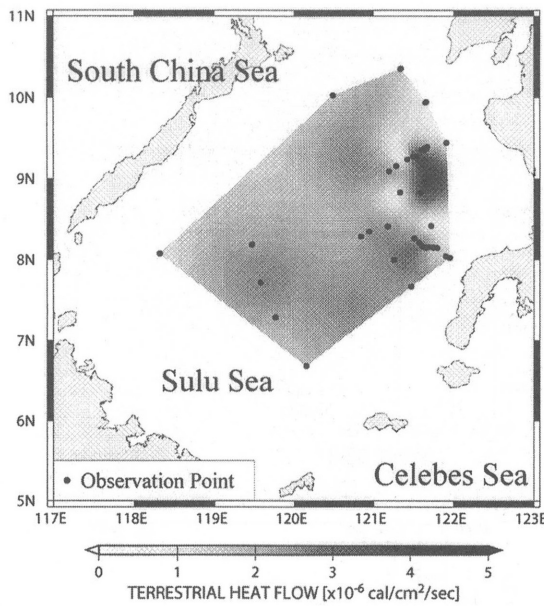 11N
South China Sea
10N
9N
8N
7N
Sulu Sea
6N
• Observation Point
Celebes Sea
5N
117E 118E 119E 120E 121E 122E 123E
0 1 2 3 4 5
TERRESTRIAL HEAT FLOW [x10⁻⁶ cal/cm²/sec]